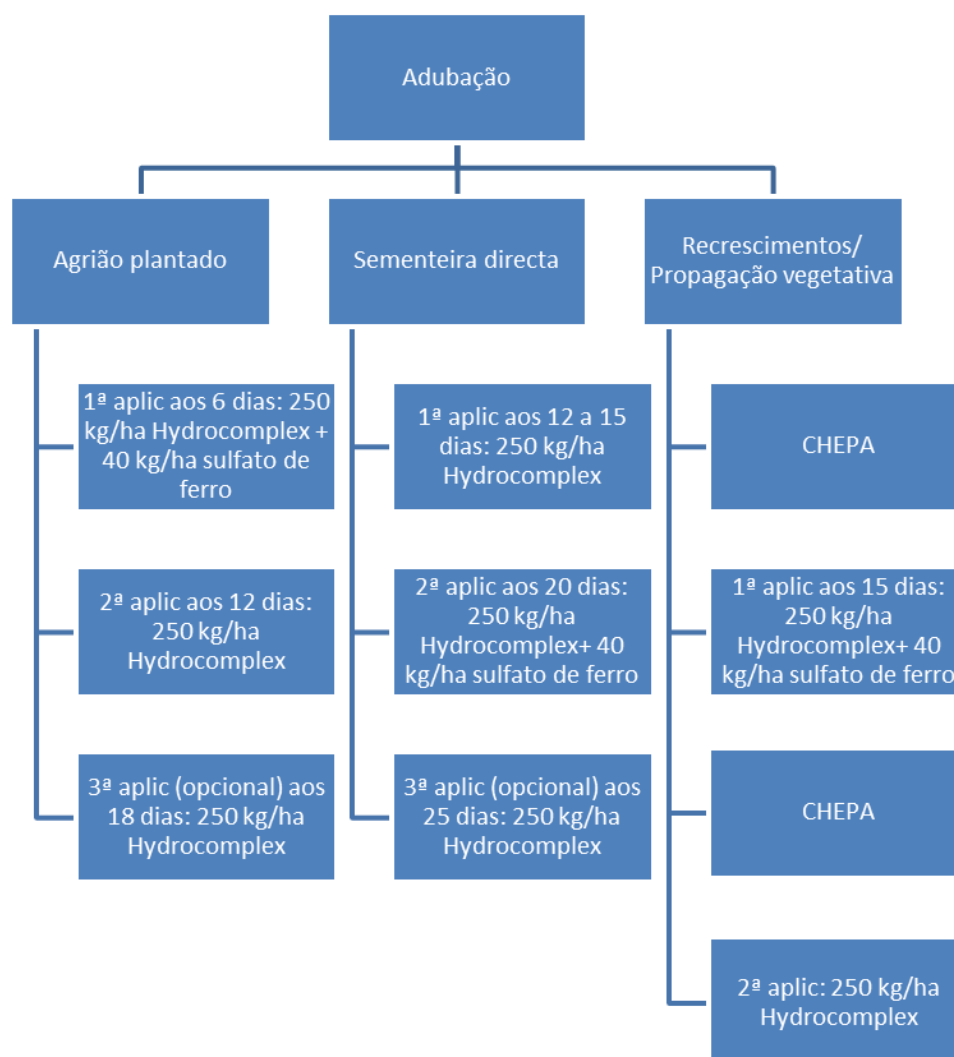 Adubação
Agrião plantado
1ª aplic aos 6 dias: 250
kg/ha Hydrocomplex +
40 kg/ha sulfato de
ferro
2ª aplic aos 12 dias:
250 kg/ha
Hydrocomplex
3ª aplic (opcional) aos
18 dias: 250 kg/ha
Hydrocomplex
Sementeira directa
1ª aplic aos 12 a 15
dias: 250 kg/ha
Hydrocomplex
2ª aplic aos 20 dias:
250 kg/ha
Hydrocomplex+ 40
kg/ha sulfato de ferro
3ª aplic (opcional) aos
25 dias: 250 kg/ha
Hydrocomplex
Recrescimentos/
Propagação vegetativa
CHEPA
1ª aplic aos 15 dias:
250 kg/ha
Hydrocomplex+ 40
kg/ha sulfato de ferro
CHEPA
2ª aplic: 250 kg/ha
Hydrocomplex